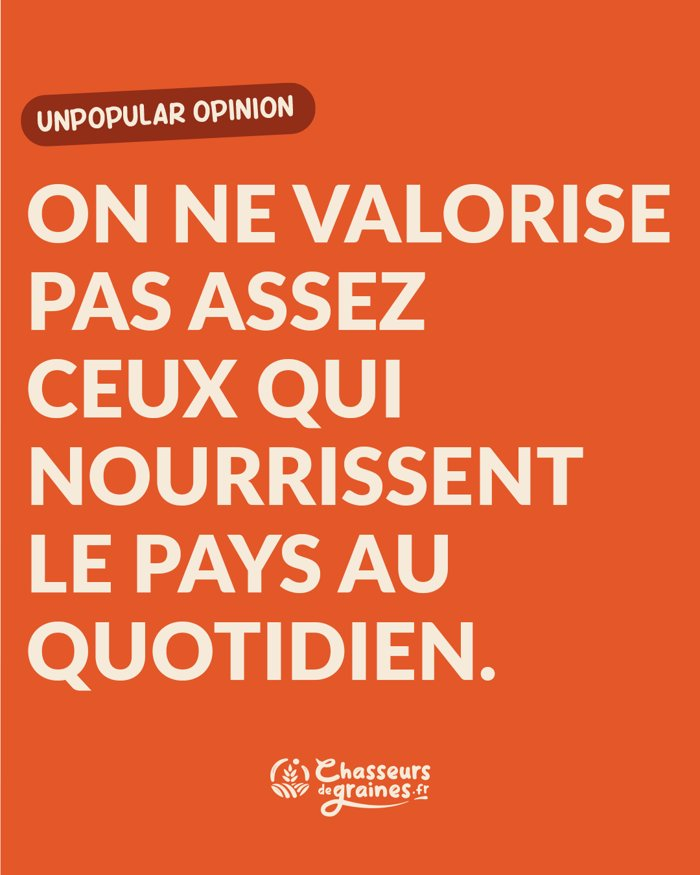 UNPOPULAR OPINION
ON NE VALORISE
PAS ASSEZ
CEUX QUI
NOURRISSENT
LE PAYS AU
QUOTIDIEN.
Chasseurs
de graines.fr